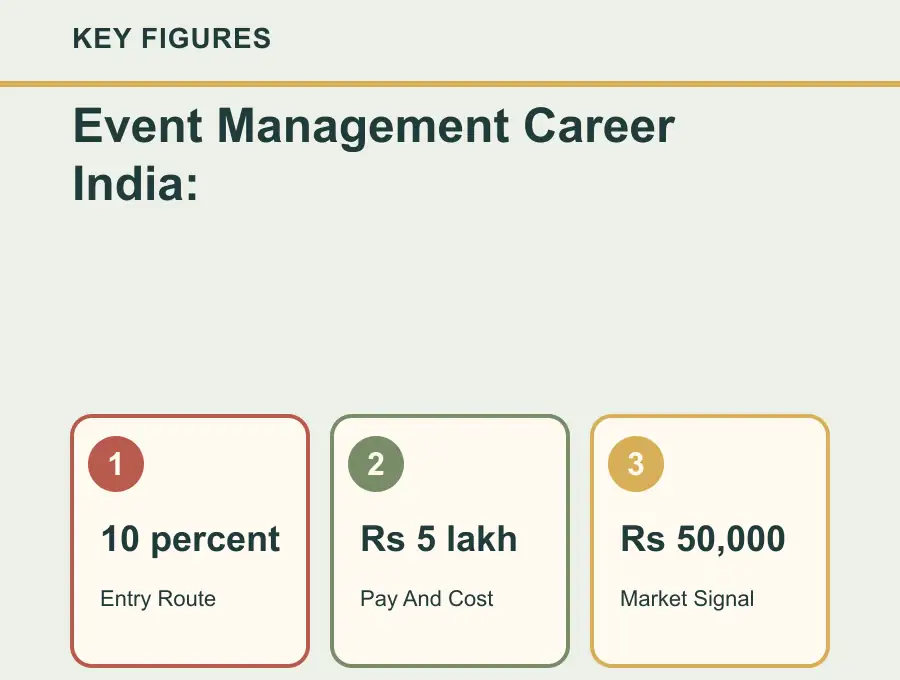 KEY FIGURES
Event Management Career
India:
1
10 percent
Entry Route
2
Rs 5 lakh
Pay And Cost
3
Rs 50,000
Market Signal